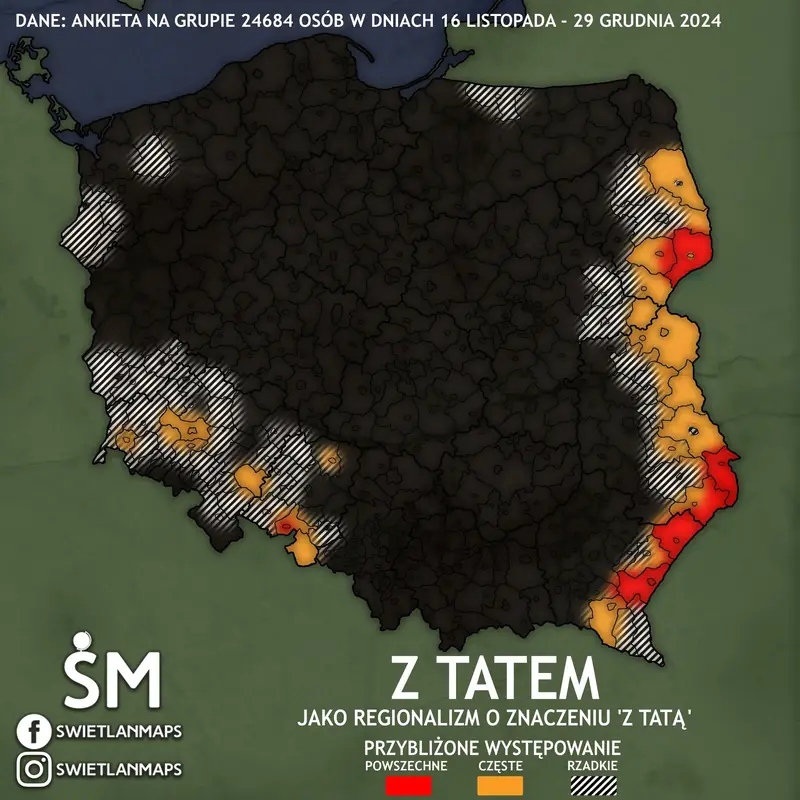 DANE: ANKIETA NA GRUPIE 24684 OSÓB W DNIACH 16 LISTOPADA - 29 GRUDNIA 2024
ŚM
SWIETLANMAPS
SWIETLANMAPS
Z TATEM
JAKO REGIONALIZM O ZNACZENIU 'Z TATĄ'
PRZYBLIŻONE WYSTĘPOWANIE
POWSZECHNE CZĘSTE RZADKIE